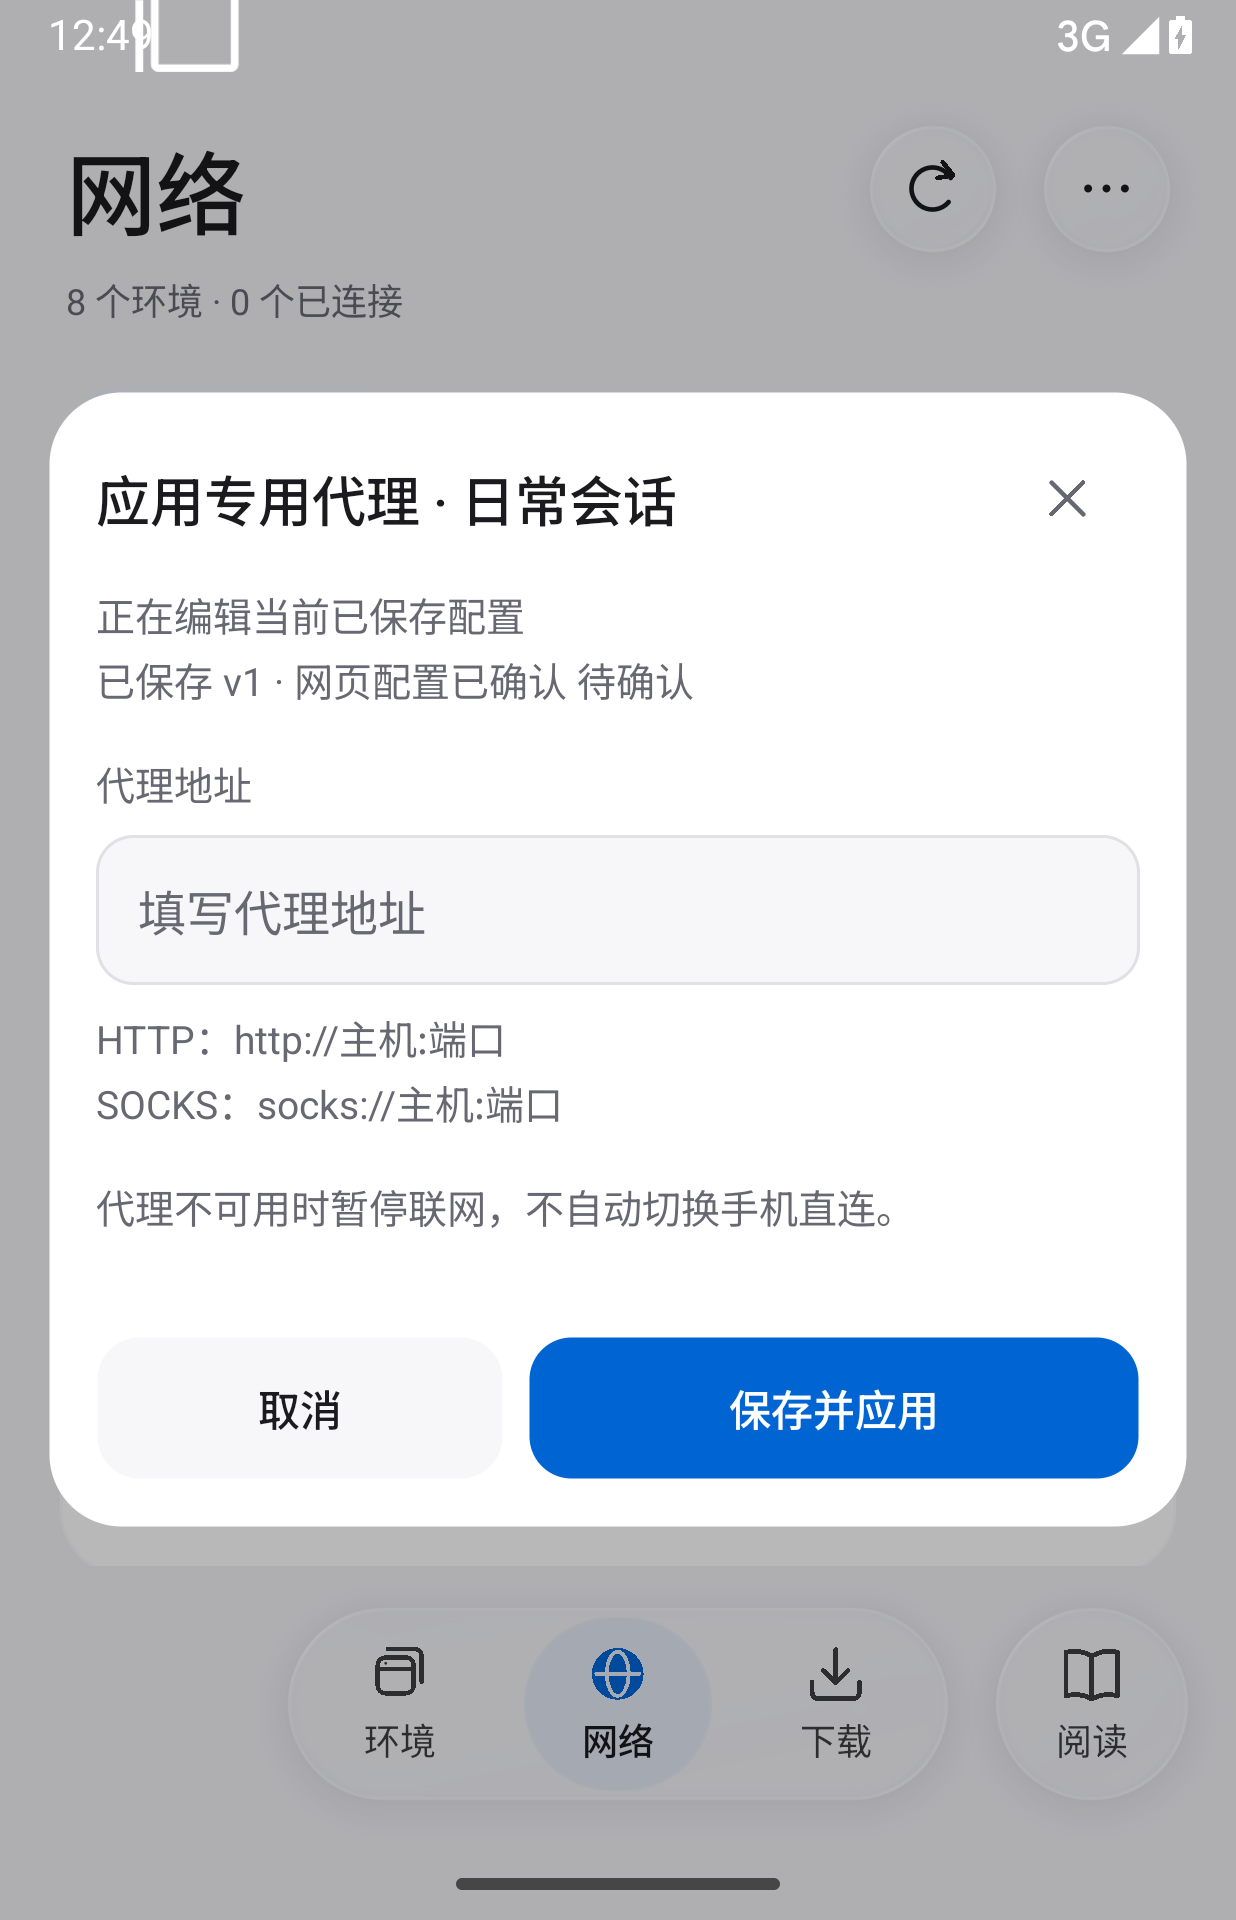 12:49
3G
网络
8 个环境 · 0 个已连接
应用专用代理 · 日常会话
正在编辑当前已保存配置
已保存 v1 · 网页配置已确认 待确认
代理地址
填写代理地址
HTTP：http://主机:端口
SOCKS：socks://主机:端口
代理不可用时暂停联网，不自动切换手机直连。
取消
保存并应用
环境
网络
下载
阅读